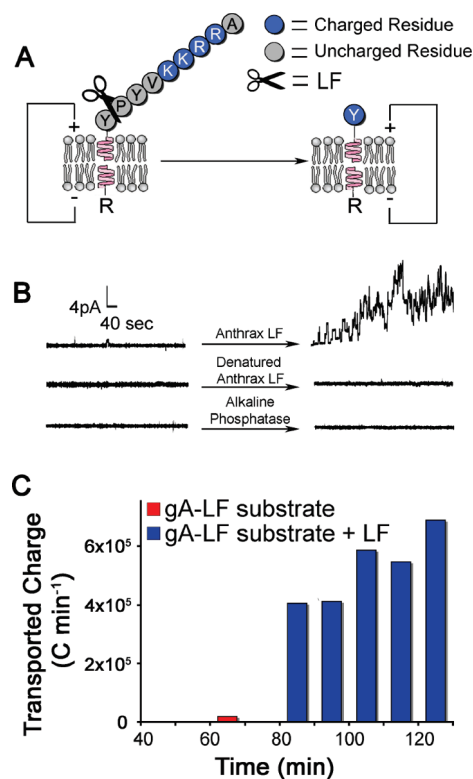 A
Y P Y V K K R R A
= Charged Residue
= Uncharged Residue
= LF
+
-
R
Y
+
-
R
B
4pA
40 sec
Anthrax LF
Denatured
Anthrax LF
Alkaline
Phosphatase
C
gA-LF substrate
gA-LF substrate + LF
Transported Charge
(C min⁻¹)
6x10⁵
4x10⁵
2x10⁵
0
40 60 80 100 120
Time (min)